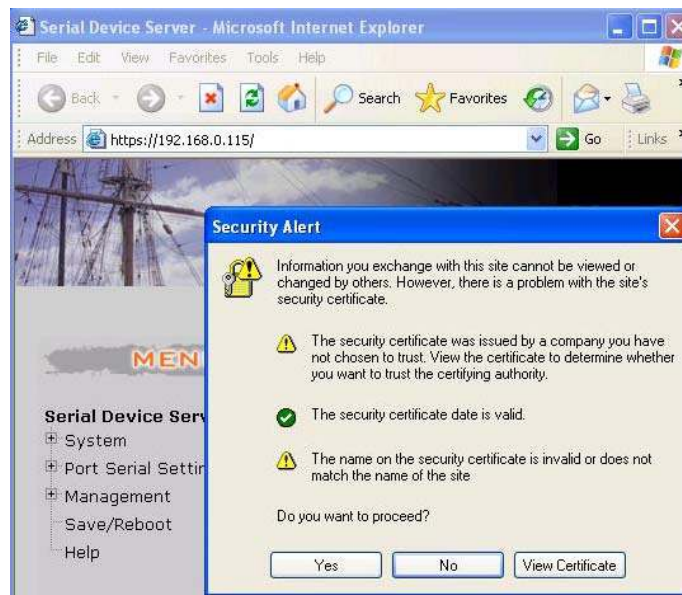 Serial Device Server - Microsoft Internet Explorer
File Edit View Favorites Tools Help
Back Search Favorites
Address https://192.168.0.115/ Go Links
Security Alert
Information you exchange with this site cannot be viewed or
changed by others. However, there is a problem with the site's
security certificate.
The security certificate was issued by a company you have
not chosen to trust. View the certificate to determine whether
you want to trust the certifying authority.
The security certificate date is valid.
The name on the security certificate is invalid or does not
match the name of the site
Do you want to proceed?
Yes No View Certificate
MEN
Serial Device Serv
System
Port Serial Settin
Management
Save/Reboot
Help